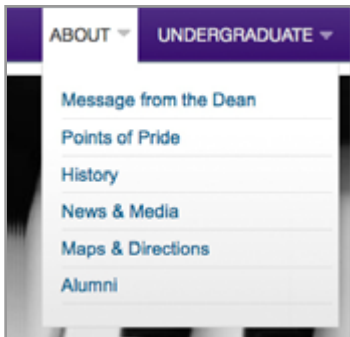 ABOUT UNDERGRADUATE
Message from the Dean
Points of Pride
History
News & Media
Maps & Directions
Alumni